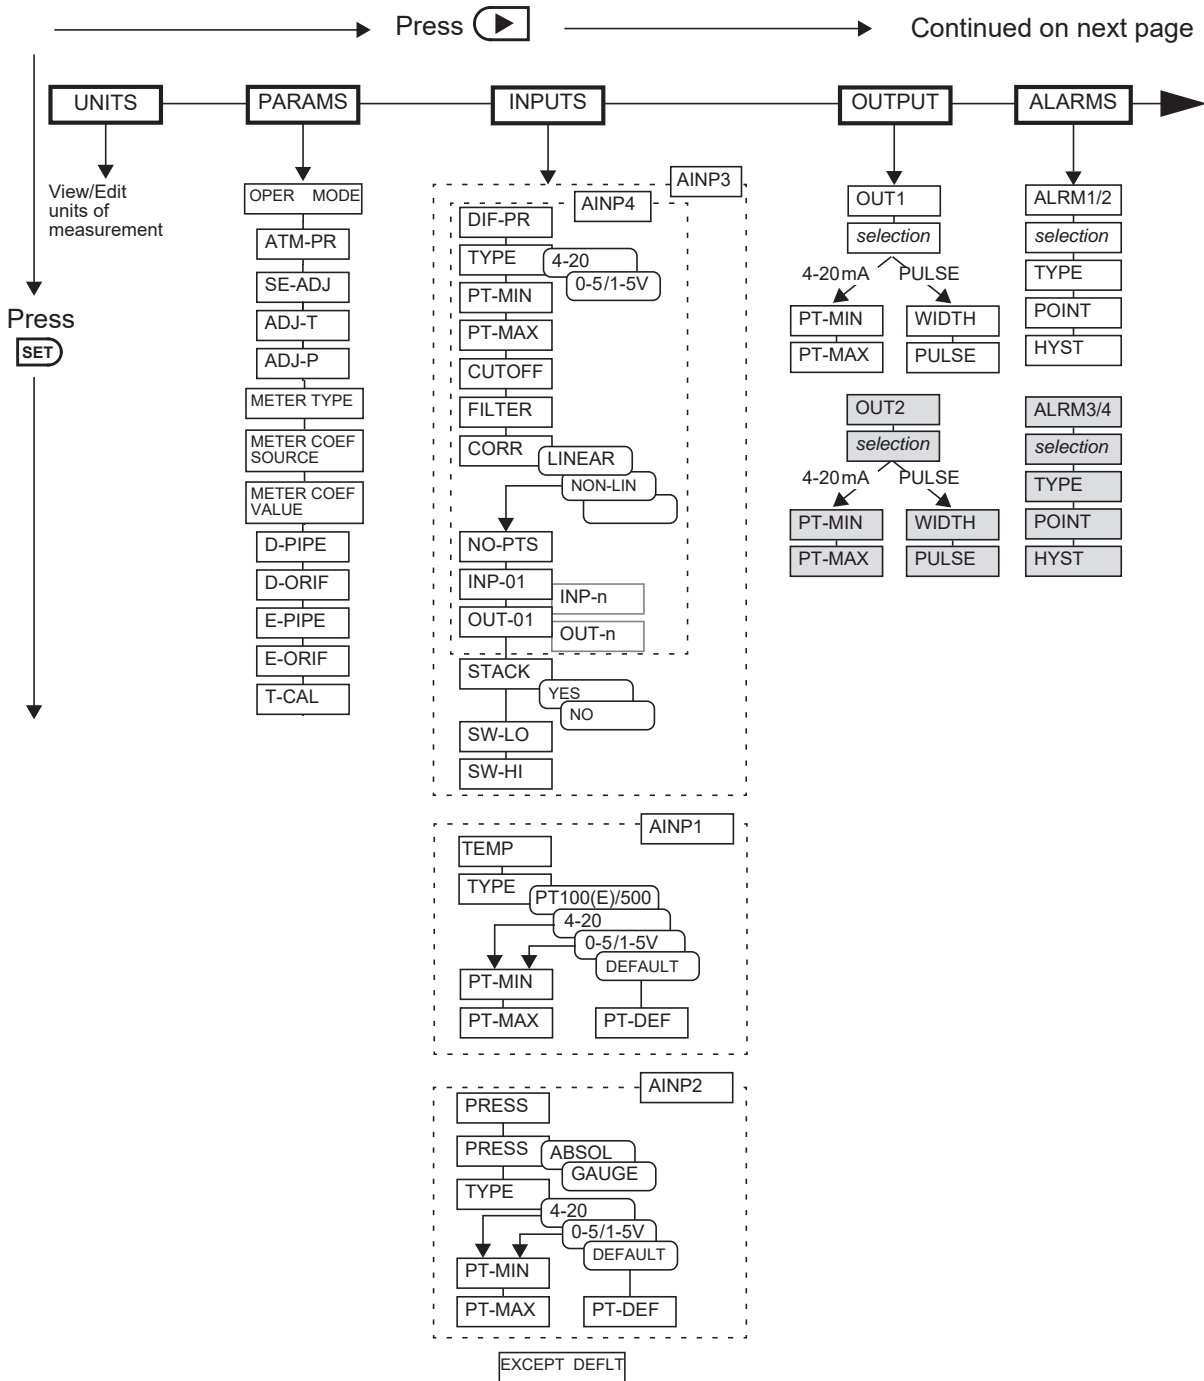 Press
Continued on next page
Press
SET
UNITS
View/Edit
units of
measurement
PARAMS
OPER MODE
ATM-PR
SE-ADJ
ADJ-T
ADJ-P
METER TYPE
METER COEF
SOURCE
METER COEF
VALUE
D-PIPE
D-ORIF
E-PIPE
E-ORIF
T-CAL
INPUTS
AINP3
AINP4
DIF-PR
TYPE
4-20
0-5/1-5V
PT-MIN
PT-MAX
CUTOFF
FILTER
CORR
LINEAR
NON-LIN
NO-PTS
INP-01
INP-n
OUT-01
OUT-n
STACK
YES
NO
SW-LO
SW-HI
AINP1
TEMP
TYPE
PT100(E)/500
4-20
0-5/1-5V
DEFAULT
PT-MIN
PT-MAX
PT-DEF
AINP2
PRESS
PRESS
ABSOL
GAUGE
TYPE
4-20
0-5/1-5V
DEFAULT
PT-MIN
PT-MAX
PT-DEF
EXCEPT DEFLT
OUTPUT
OUT1
selection
4-20mA PULSE
PT-MIN WIDTH
PT-MAX PULSE
OUT2
selection
4-20mA PULSE
PT-MIN WIDTH
PT-MAX PULSE
ALARMS
ALRM1/2
selection
TYPE
POINT
HYST
ALRM3/4
selection
TYPE
POINT
HYST